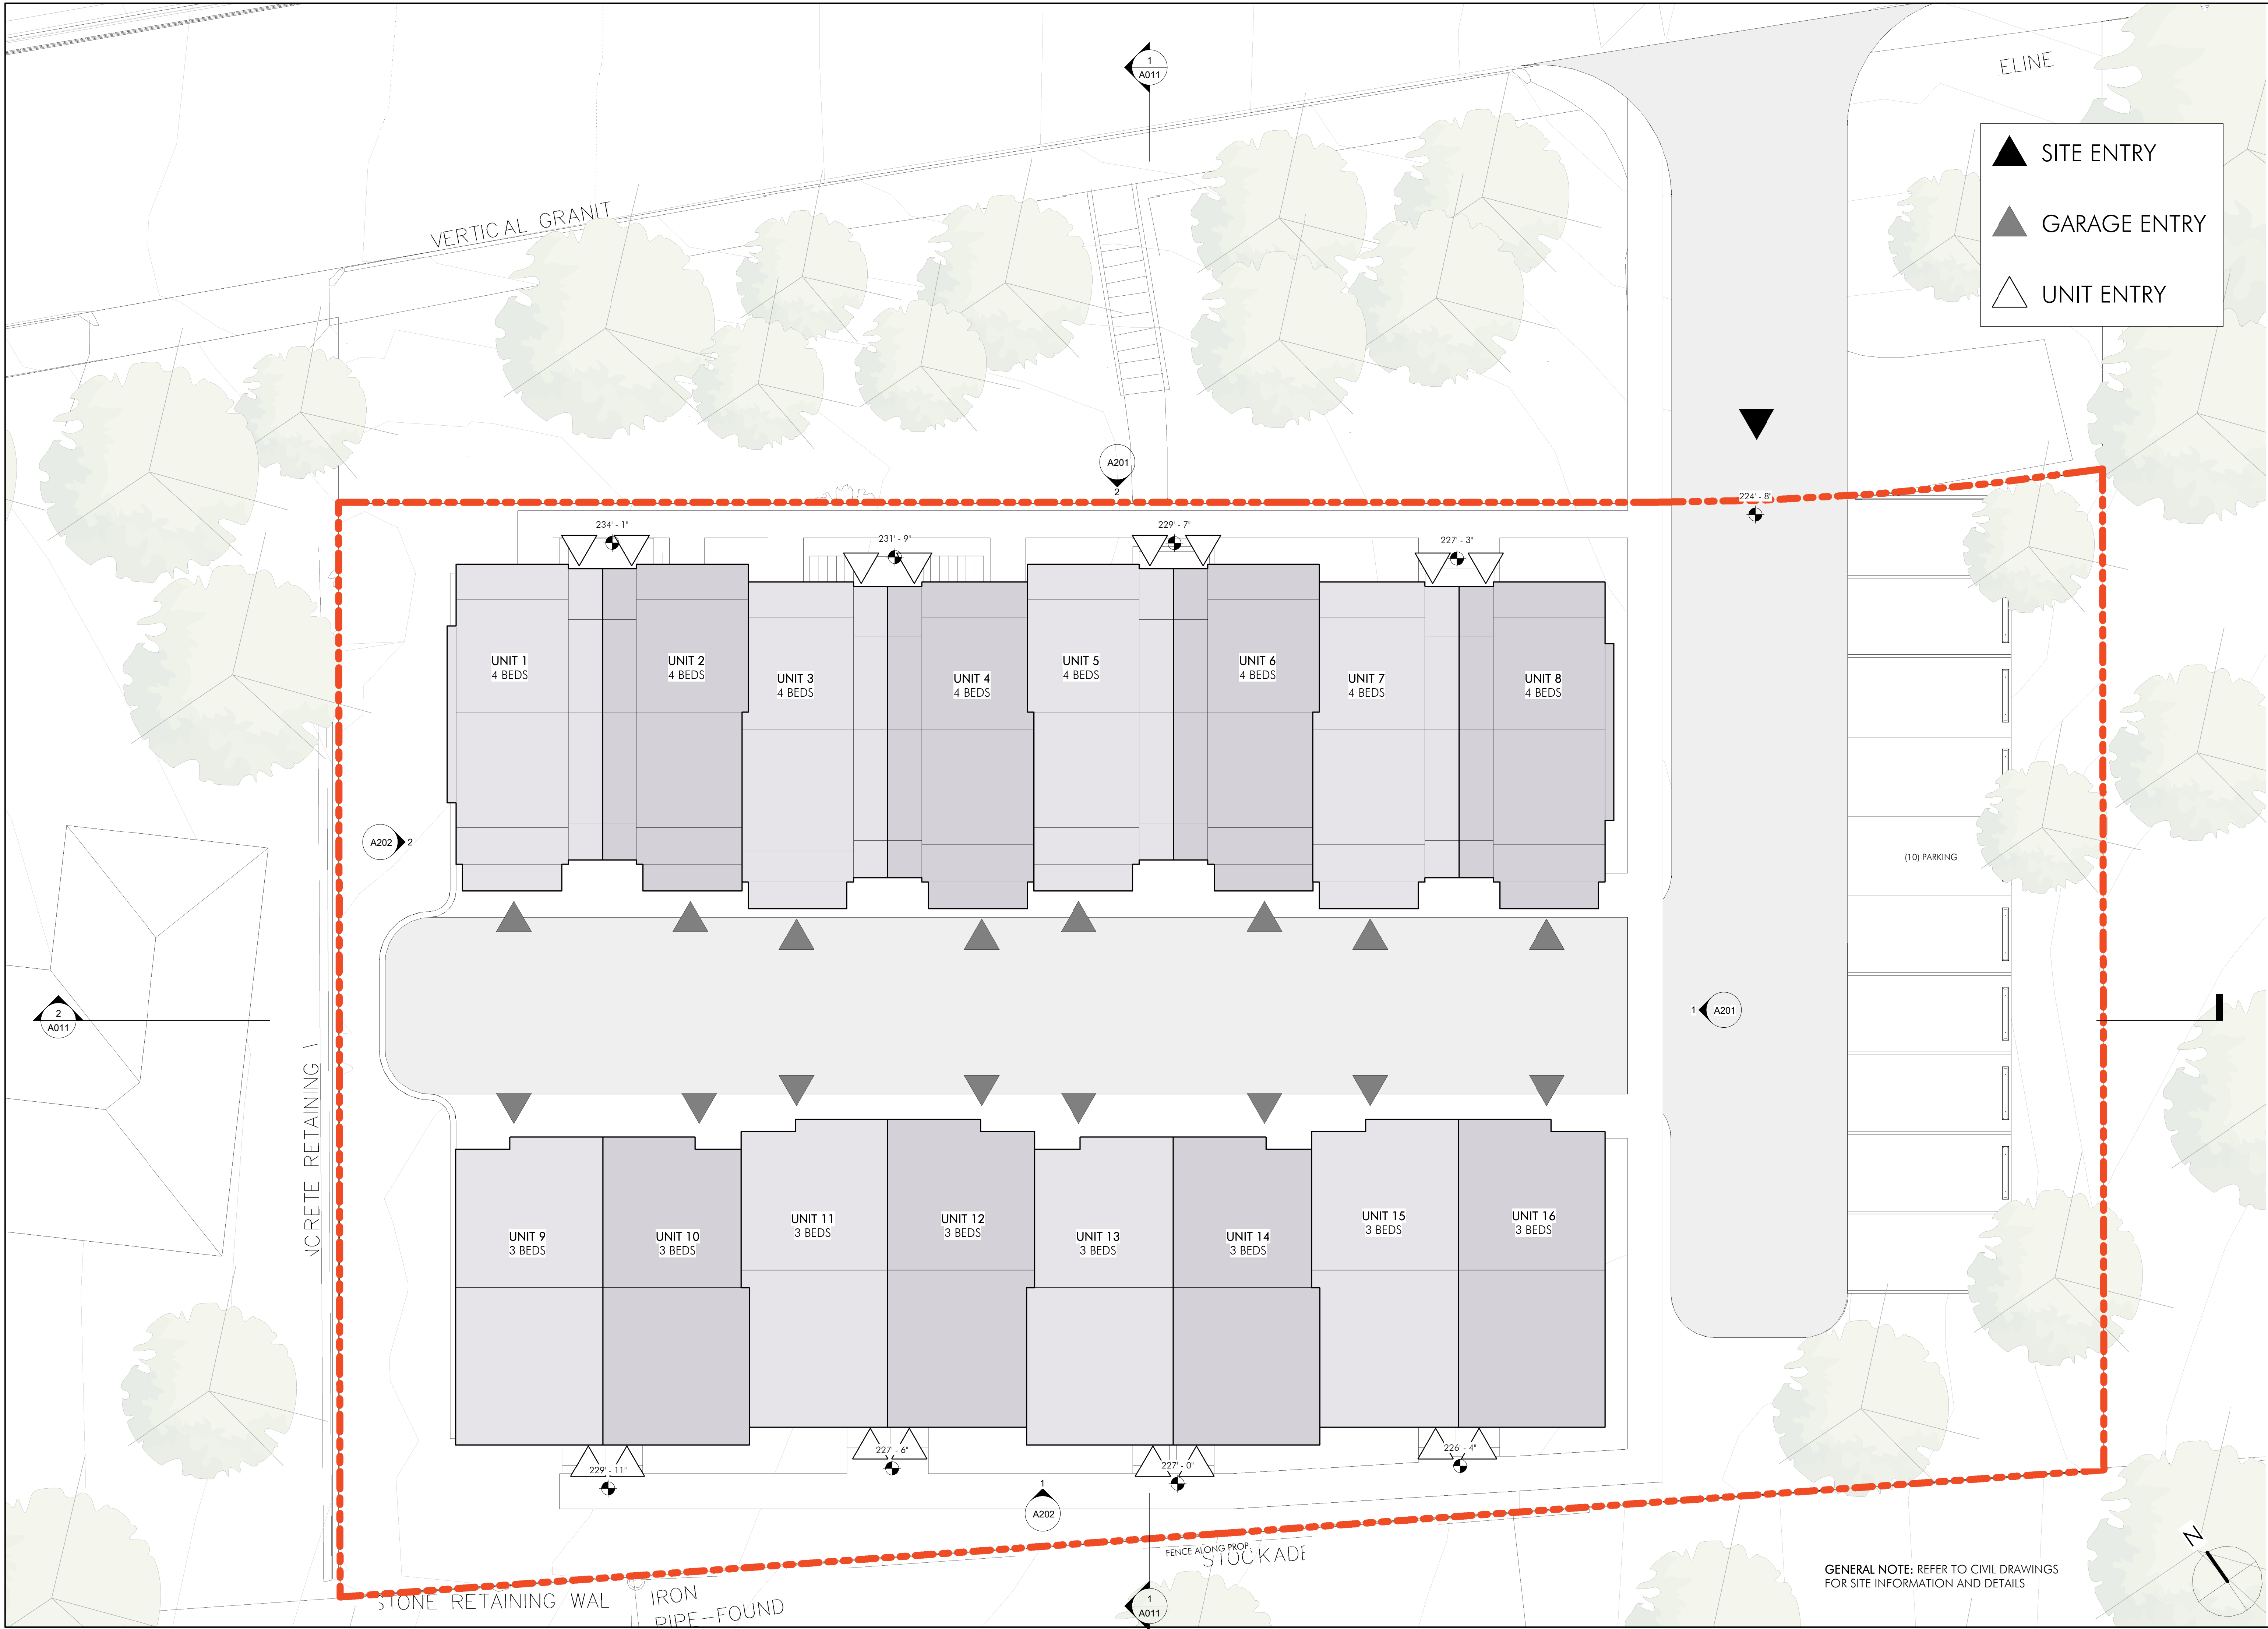 1
A011
ELINE
SITE ENTRY
GARAGE ENTRY
UNIT ENTRY
VERTICAL GRANIT
A201
2
224' - 8"
234' - 1"
231' - 9"
229' - 7"
227' - 3"
UNIT 1
4 BEDS
UNIT 2
4 BEDS
UNIT 3
4 BEDS
UNIT 4
4 BEDS
UNIT 5
4 BEDS
UNIT 6
4 BEDS
UNIT 7
4 BEDS
UNIT 8
4 BEDS
A202
2
(10) PARKING
2
A011
1
A201
NCRETE RETAINING \
UNIT 9
3 BEDS
UNIT 10
3 BEDS
UNIT 11
3 BEDS
UNIT 12
3 BEDS
UNIT 13
3 BEDS
UNIT 14
3 BEDS
UNIT 15
3 BEDS
UNIT 16
3 BEDS
229' - 11"
227' - 6"
227' - 0"
226' - 4"
1
A202
FENCE ALONG PROP.
STOCKADE
STONE RETAINING WAL
IRON
PIPE-FOUND
1
A011
GENERAL NOTE: REFER TO CIVIL DRAWINGS
FOR SITE INFORMATION AND DETAILS
N